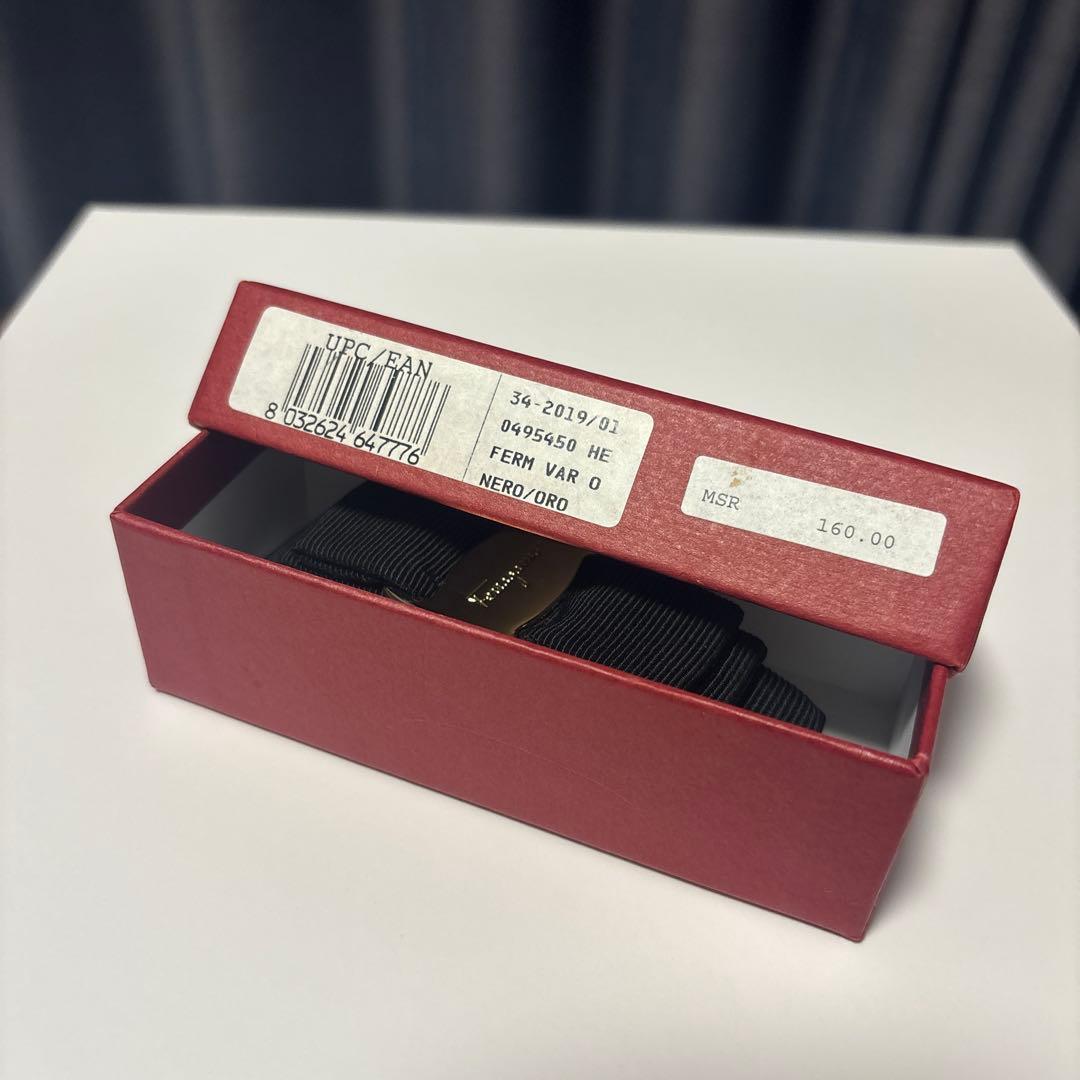 UPC/EAN
8 032624 647776
34-2019/01
0495450 HE
FERM VAR O
NERO/ORO
MSR
160.00
Ferragamo